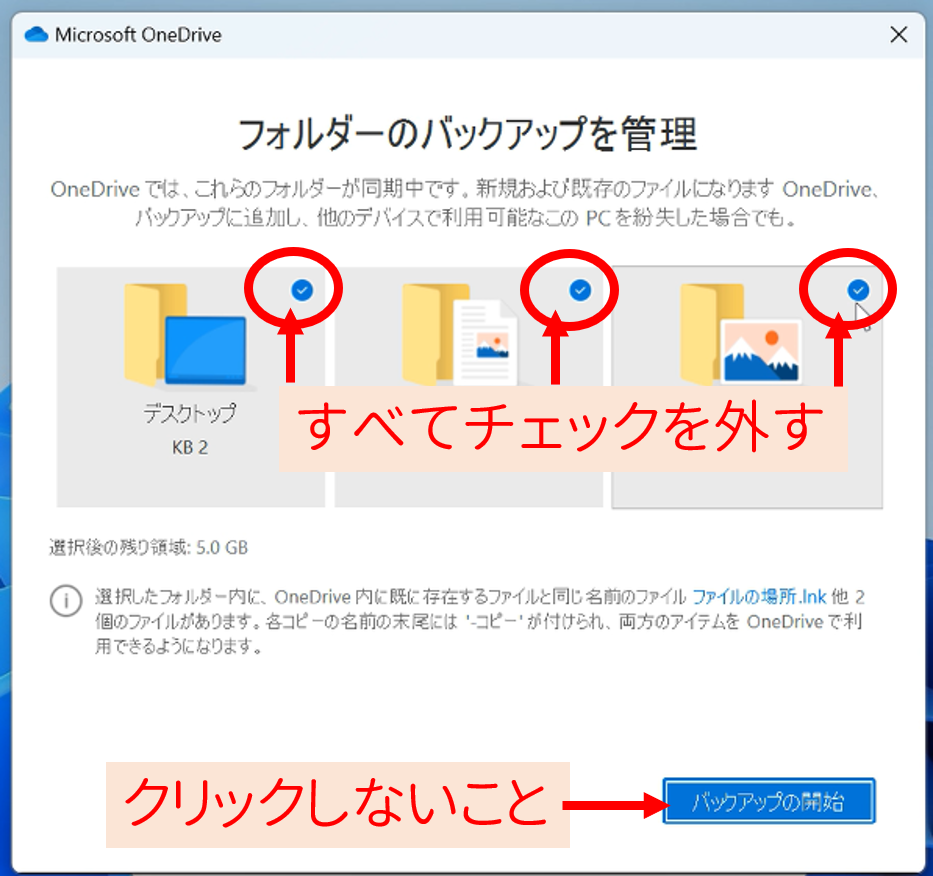 Microsoft OneDrive
フォルダーのバックアップを管理
OneDrive では、これらのフォルダーが同期中です。新規および既存のファイルになります OneDrive、
バックアップに追加し、他のデバイスで利用可能なこの PC を紛失した場合でも。
デスクトップ
KB 2
すべてチェックを外す
選択後の残り領域: 5.0 GB
選択したフォルダー内に、OneDrive 内に既に存在するファイルと同じ名前のファイル ファイルの場所.lnk 他 2
個のファイルがあります。各コピーの名前の末尾には '-コピー' が付けられ、両方のアイテムを OneDrive で利
用できるようになります。
クリックしないこと
バックアップの開始